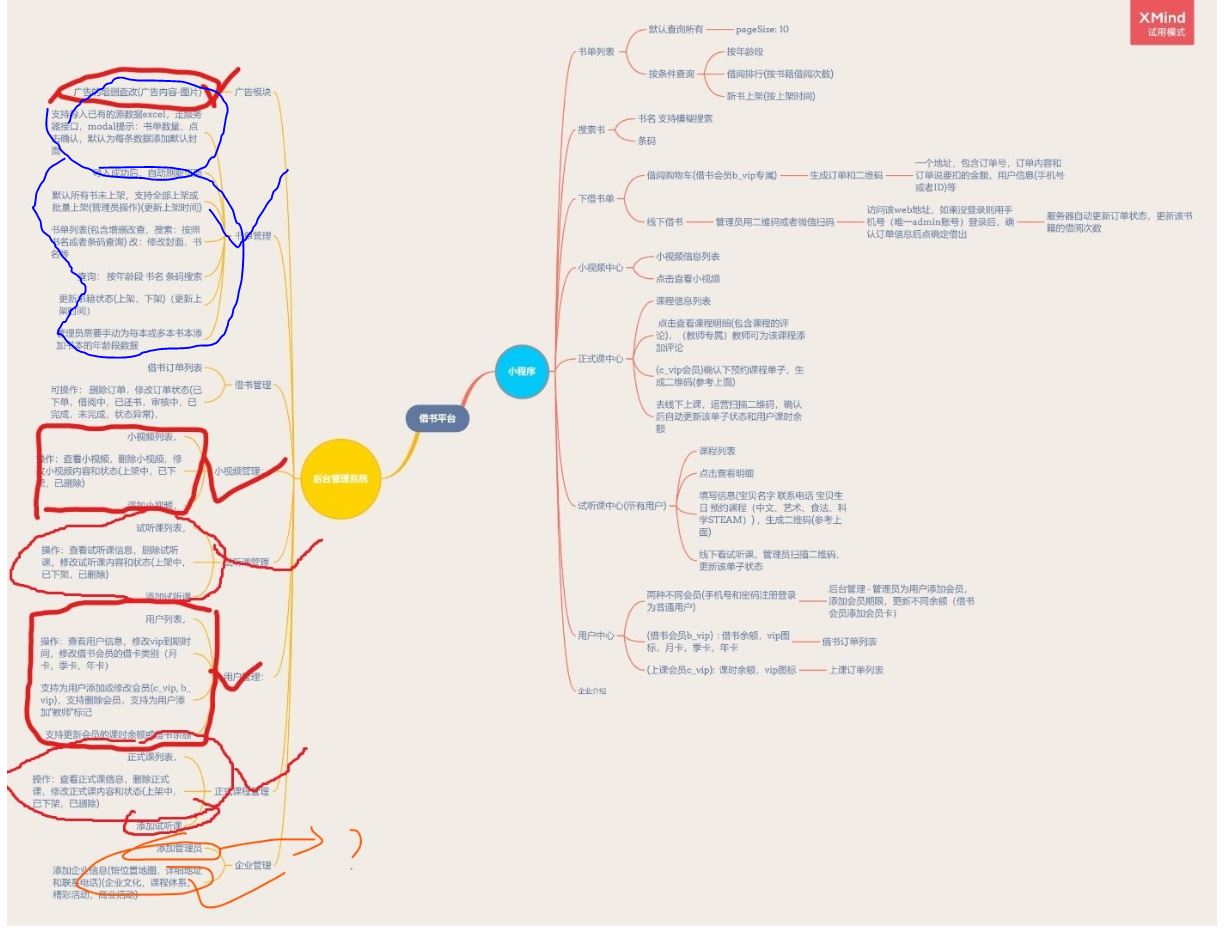 XMind
试用模式
广告的增删查改(广告内容-图片)
广告模块
支持导入已有的源数据excel，走服务
器接口，modal提示：书单数量，点
击确认，默认为每条数据添加默认封
面
导入成功后，自动刷新
默认所有书未上架，支持全部上架或
批量上架(管理员操作)(更新上架时间)
书单列表(包含增删改查，搜索：按照
书名或者条码查询) 改：修改封面，书
名等
书单管理
查询： 按年龄段 书名 条码搜索
更新书籍状态(上架，下架)（更新上
架时间）
管理员需要手动为每本或多本书本添
加书本的年龄段数据
借书订单列表
借书管理
可操作： 删除订单，修改订单状态(已
下单，借阅中，已还书，审核中，已
完成，未完成，状态异常)，
小视频列表，
操作：查看小视频，删除小视频，修
改小视频内容和状态(上架中，已下
架，已删除)
小视频管理：
添加小视频，
试听课列表，
操作：查看试听课信息，删除试听
课，修改试听课内容和状态(上架中，
已下架，已删除)
试听课管理
添加试听课
用户列表，
操作：查看用户信息，修改vip到期时
间，修改借书会员的借卡类别（月
卡，季卡，年卡）
用户管理：
支持为用户添加或修改会员(c_vip, b_
vip)，支持删除会员，支持为用户添
加"教师"标记
支持更新会员的课时余额或借书余额
正式课列表，
操作：查看正式课信息，删除正式
课，修改正式课内容和状态(上架中，
已下架，已删除)
正式课程管理
添加试听课
添加管理员
企业管理
添加企业信息(馆位置地图，详细地址
和联系电话)(企业文化，课程体系，
精彩活动，商业活动)
?
后台管理系统
借书平台
小程序
书单列表
默认查询所有
pageSize: 10
按条件查询
按年龄段
借阅排行(按书籍借阅次数)
新书上架(按上架时间)
搜索书
书名 支持模糊搜索
条码
下借书单
借阅购物车(借书会员b_vip专属)
生成订单和二维码
一个地址，包含订单号，订单内容和
订单说要扣的金额，用户信息(手机号
或者ID)等
线下借书
管理员用二维码或者微信扫码
访问该web地址，如果没登录则用手
机号（唯一admin账号）登录后，确
认订单信息后点确定借出
服务器自动更新订单状态，更新该书
籍的借阅次数
小视频中心
小视频信息列表
点击查看小视频
正式课中心
课程信息列表
点击查看课程明细(包含课程的评
论)，（教师专属）教师可为该课程添
加评论
(c_vip会员)确认下预约课程单子，生
成二维码(参考上面)
去线下上课，运营扫描二维码，确认
后自动更新该单子状态和用户课时余
额
试听课中心(所有用户)
课程列表
点击查看明细
填写信息(宝贝名字 联系电话 宝贝生
日 预约课程（中文、艺术、食法、科
学STEAM）)，生成二维码(参考上
面)
线下看试听课，管理员扫描二维码，
更新该单子状态
用户中心
两种不同会员(手机号和密码注册登录
为普通用户)
后台管理 - 管理员为用户添加会员，
添加会员期限，更新不同余额（借书
会员添加会员卡）
(借书会员b_vip)：借书余额，vip图
标，月卡，季卡，年卡
借书订单列表
(上课会员c_vip): 课时余额，vip图标
上课订单列表
企业介绍